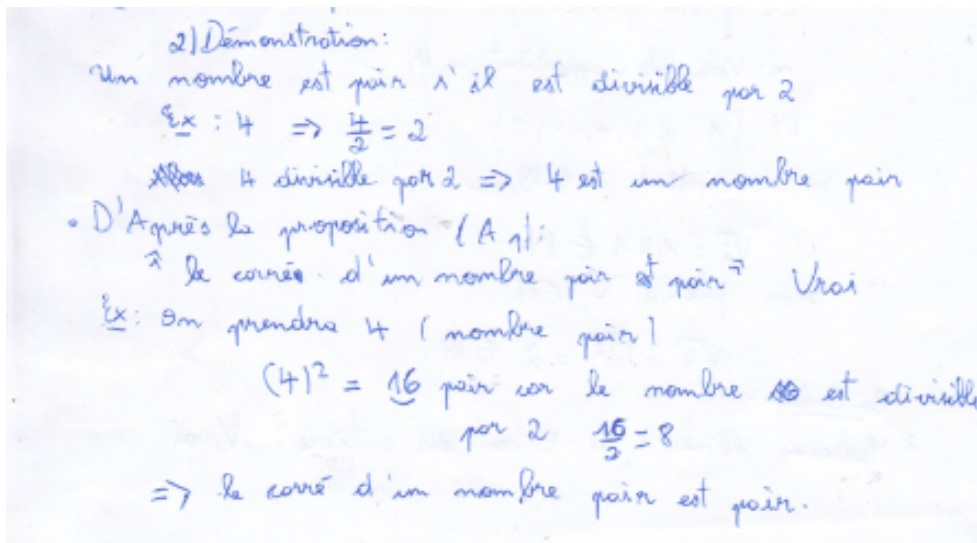 2) Démonstration:
Un nombre est pair s'il est divisible par 2
Ex : 4 => 4/2 = 2
4 divisible par 2 => 4 est un nombre pair
• D'Après la proposition (A1):
" le carrée d'un nombre pair est pair " Vrai
Ex: On prendra 4 ( nombre pair )
(4)² = 16 pair car le nombre est divisible
par 2 16/2 = 8
=> le carré d'un nombre pair est pair.